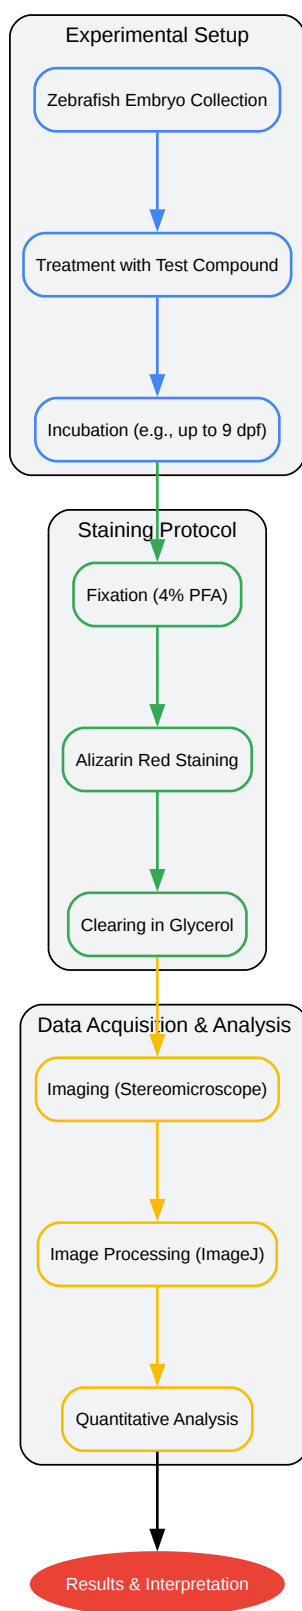 Experimental Setup
Zebrafish Embryo Collection
Treatment with Test Compound
Incubation (e.g., up to 9 dpf)
Staining Protocol
Fixation (4% PFA)
Alizarin Red Staining
Clearing in Glycerol
Data Acquisition & Analysis
Imaging (Stereomicroscope)
Image Processing (ImageJ)
Quantitative Analysis
Results & Interpretation